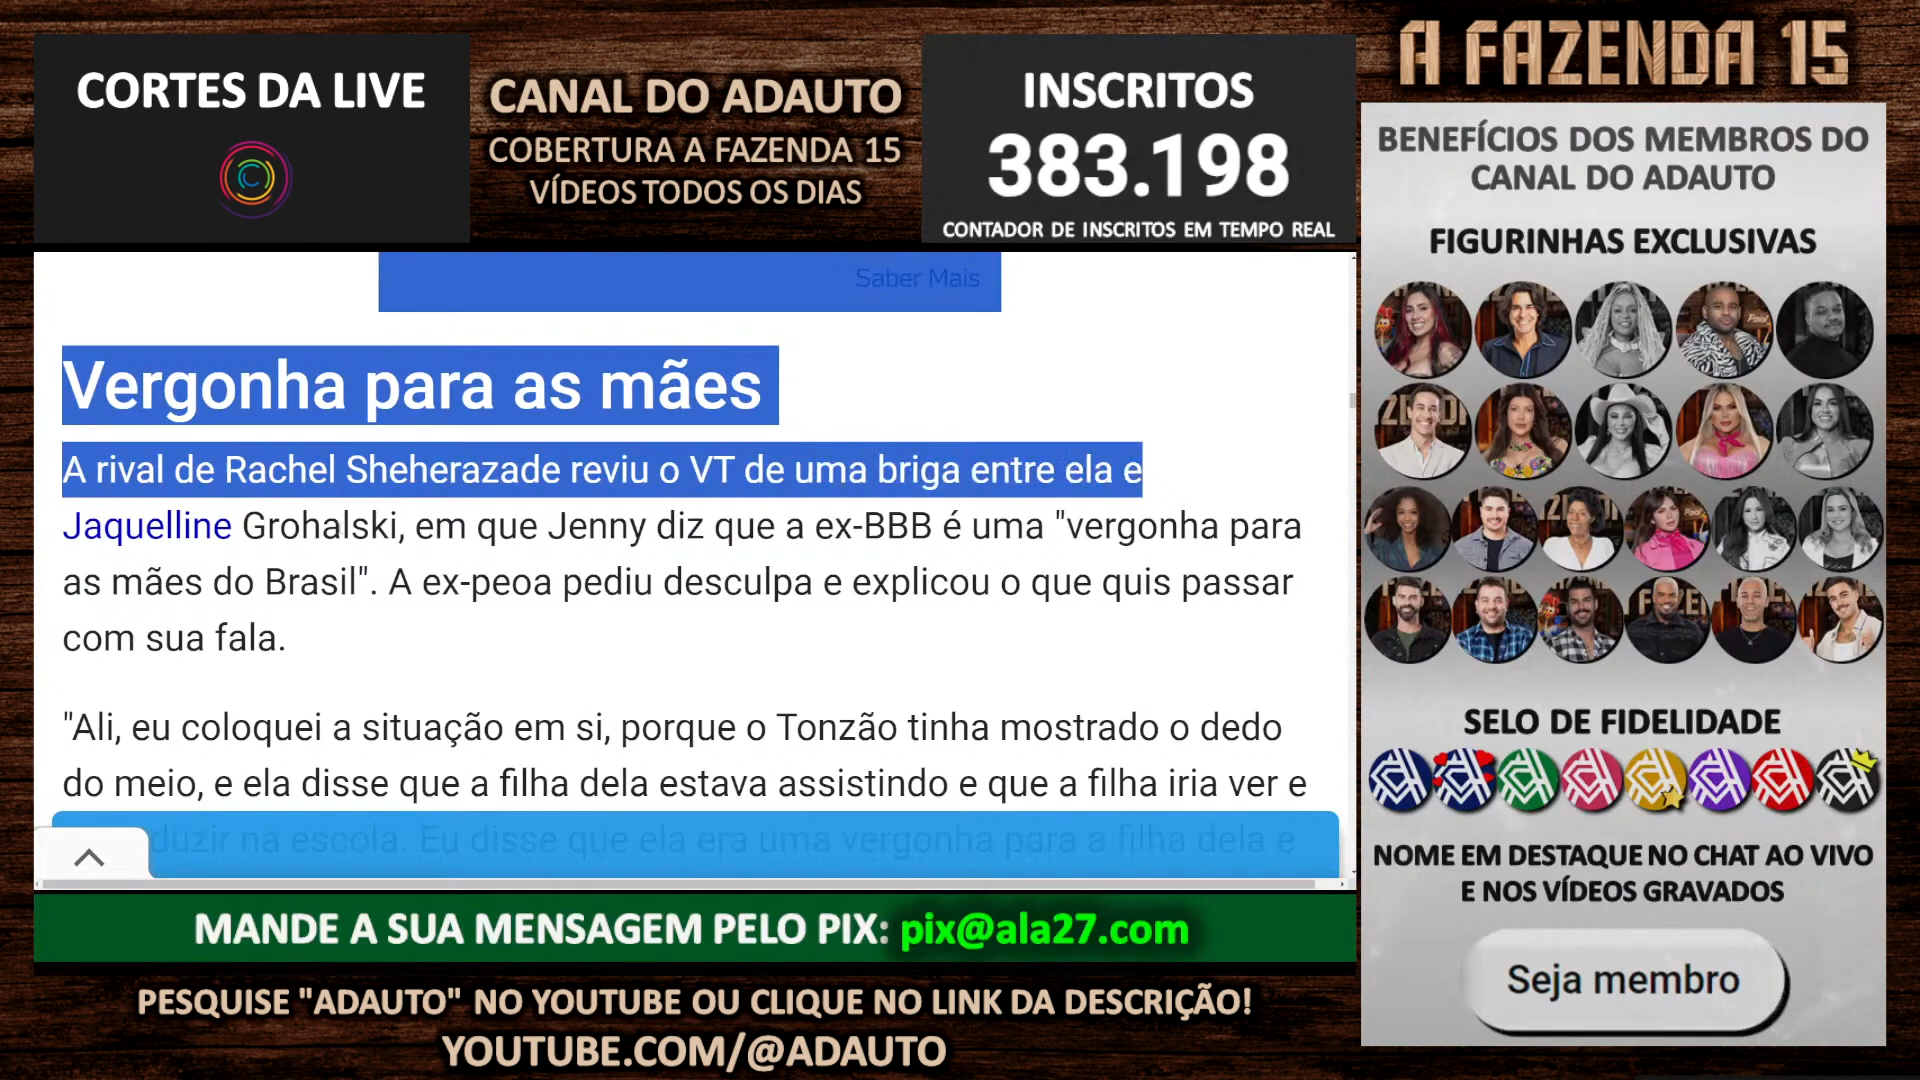 CORTES DA LIVE
CANAL DO ADAUTO
COBERTURA A FAZENDA 15
VÍDEOS TODOS OS DIAS
INSCRITOS
383.198
CONTADOR DE INSCRITOS EM TEMPO REAL
A FAZENDA 15
BENEFÍCIOS DOS MEMBROS DO
CANAL DO ADAUTO
FIGURINHAS EXCLUSIVAS
Saber Mais
Vergonha para as mães
A rival de Rachel Sheherazade reviu o VT de uma briga entre ela e
Jaquelline Grohalski, em que Jenny diz que a ex-BBB é uma "vergonha para
as mães do Brasil". A ex-peoa pediu desculpa e explicou o que quis passar
com sua fala.
"Ali, eu coloquei a situação em si, porque o Tonzão tinha mostrado o dedo
do meio, e ela disse que a filha dela estava assistindo e que a filha iria ver e
duzir na escola. Eu disse que ela era uma vergonha para a filha dela e
SELO DE FIDELIDADE
NOME EM DESTAQUE NO CHAT AO VIVO
E NOS VÍDEOS GRAVADOS
Seja membro
MANDE A SUA MENSAGEM PELO PIX: pix@ala27.com
PESQUISE "ADAUTO" NO YOUTUBE OU CLIQUE NO LINK DA DESCRIÇÃO!
YOUTUBE.COM/@ADAUTO